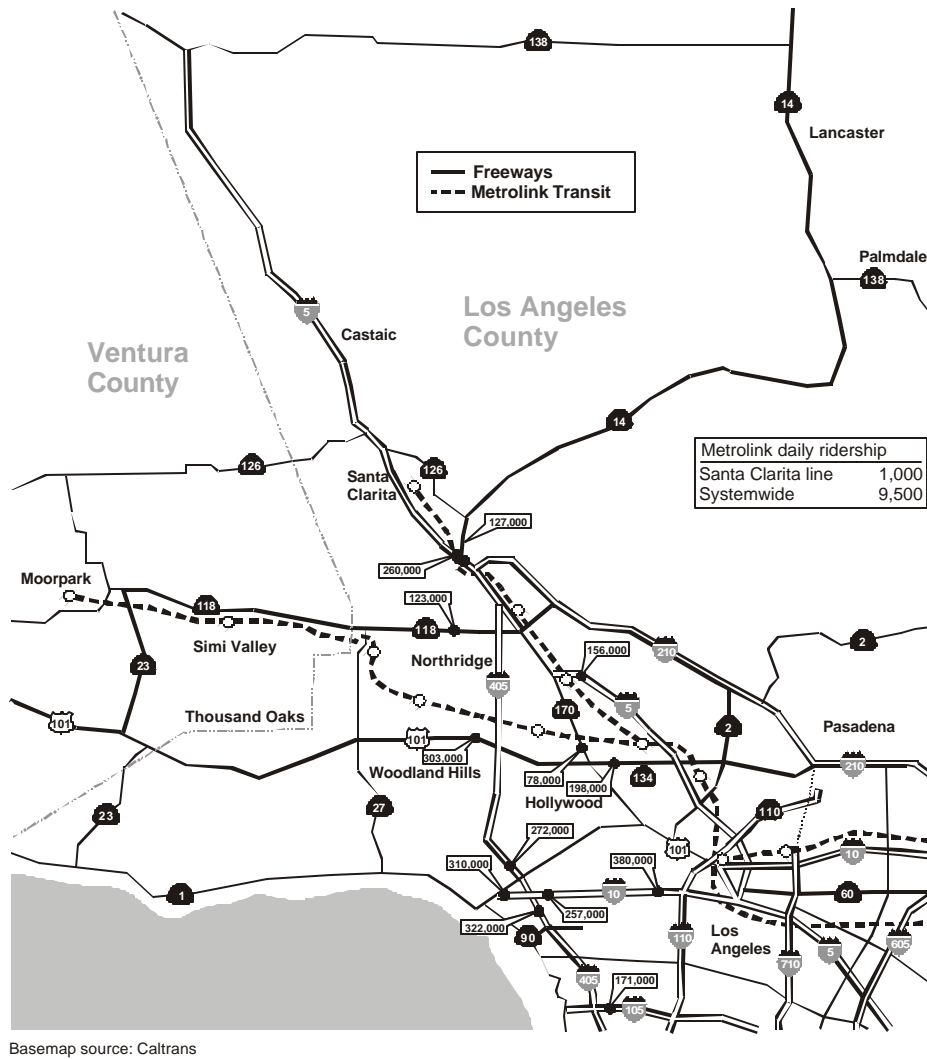 138
14
Lancaster
Freeways
Metrolink Transit
Palmdale
138
5
Castaic
Los Angeles
County
Ventura
County
14
126
126
Santa
Clarita
Metrolink daily ridership
Santa Clarita line 1,000
Systemwide 9,500
127,000
260,000
Moorpark
118
123,000
118
Simi Valley
Northridge
156,000
210
2
23
405
5
170
101
Thousand Oaks
101
303,000
2
Pasadena
210
Woodland Hills
78,000
198,000
134
Hollywood
23
27
110
272,000
101
10
310,000
380,000
1
10
60
257,000
322,000
90
110
Los
Angeles
710
5
605
405
171,000
105
Basemap source: Caltrans